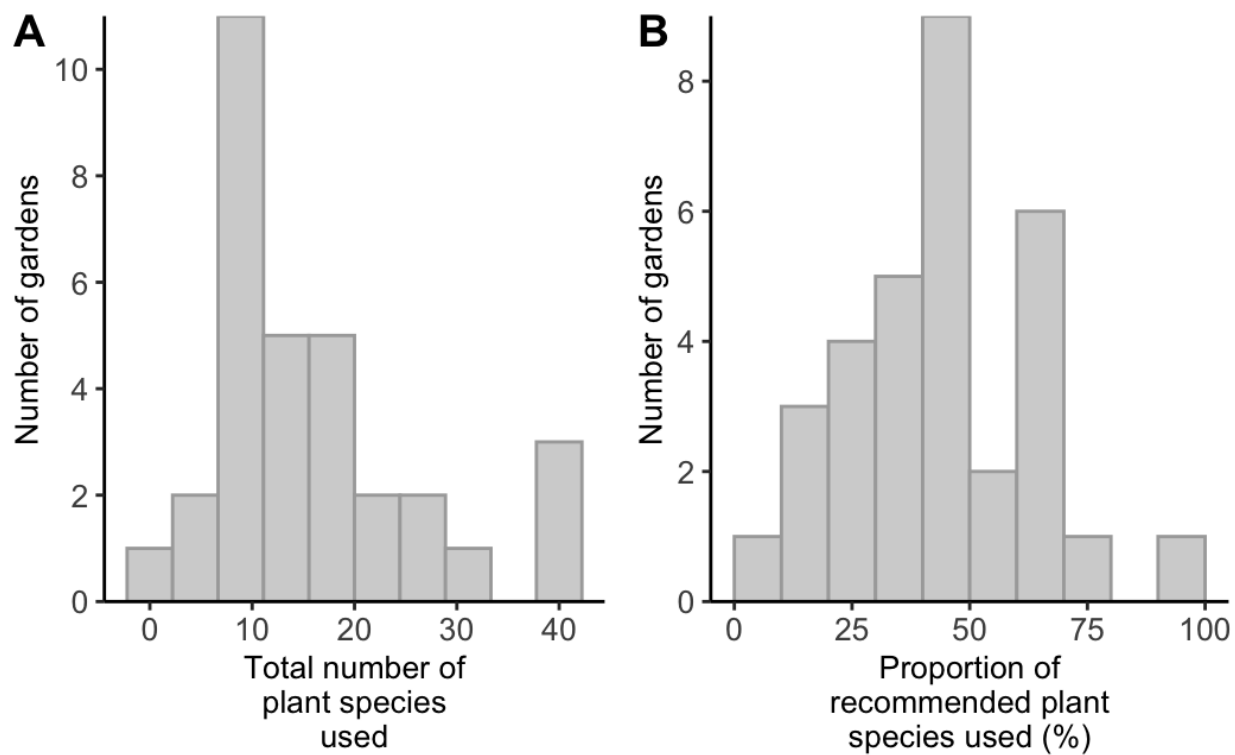 A
Number of gardens
10
8
6
4
2
0
0 10 20 30 40
Total number of
plant species
used
B
Number of gardens
8
6
4
2
0
0 25 50 75 100
Proportion of
recommended plant
species used (%)